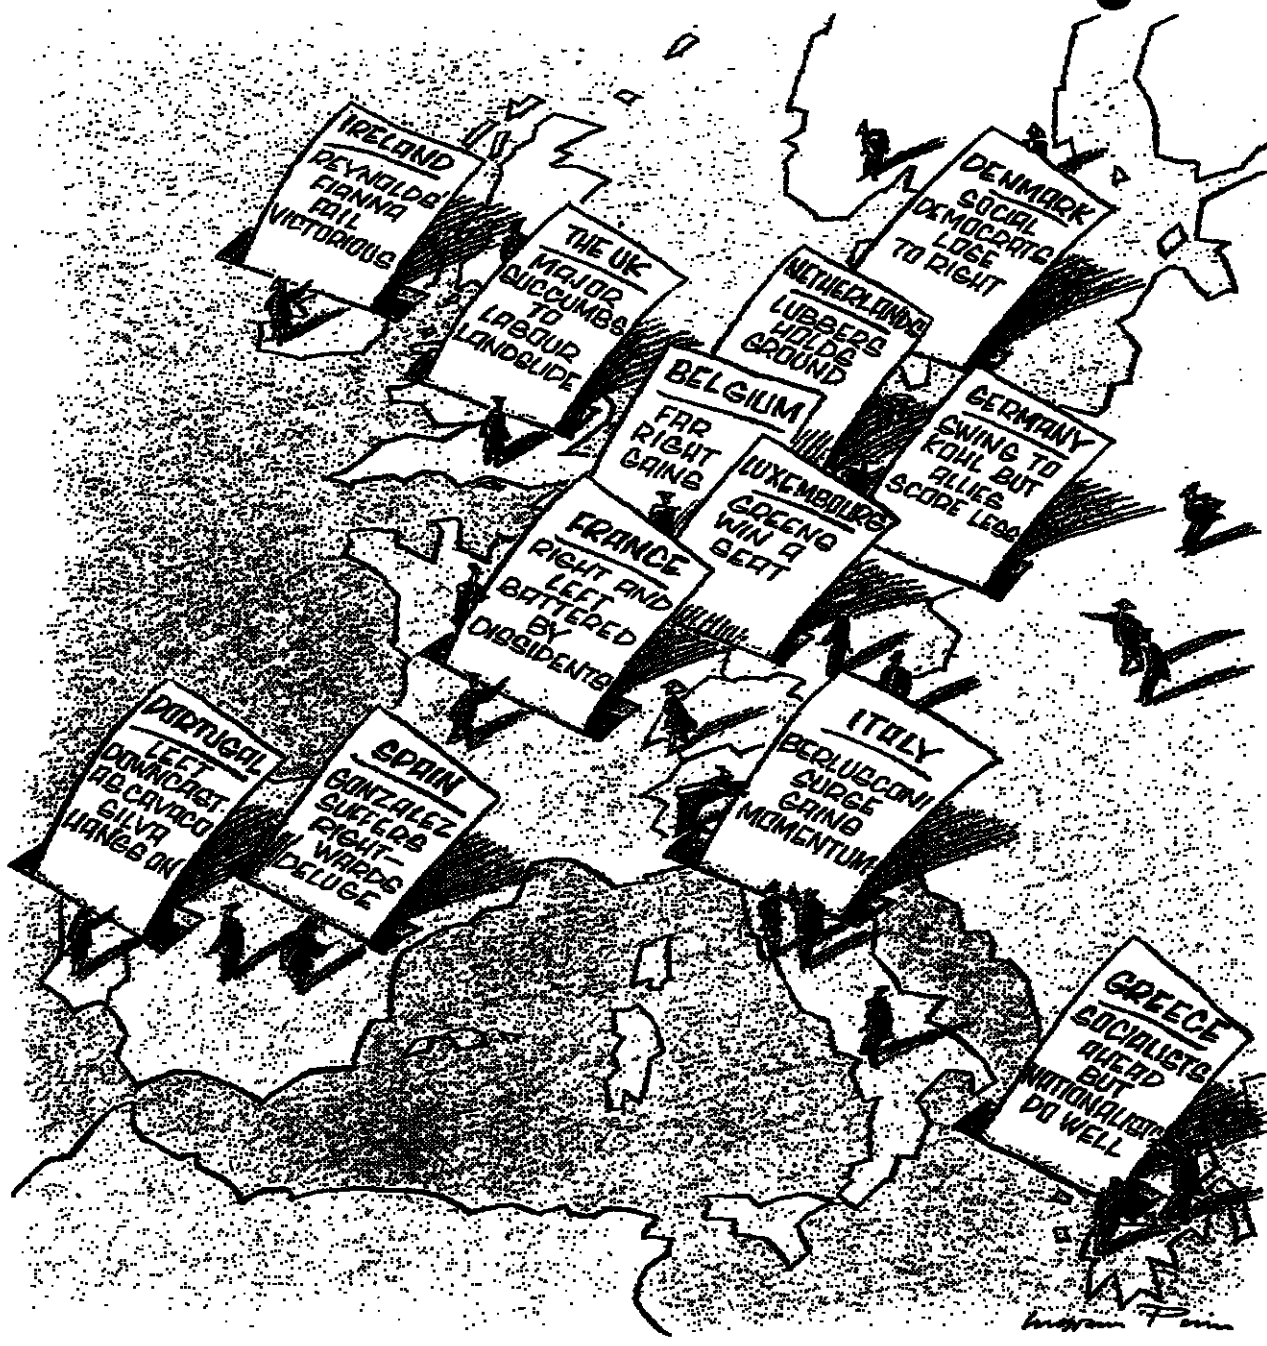 IRELAND
REYNOLDS'
FIANNA
FAIL
VICTORIOUS
THE UK
MAJOR
SUCCUMBS
TO
LABOUR
LANDSLIDE
DENMARK
SOCIAL
DEMOCRATS
LOSE
TO RIGHT
NETHERLANDS
LUBBERS
HOLDS
GROUND
BELGIUM
FAR
RIGHT
GAINS
GERMANY
SWING TO
KOHL BUT
ALLIES
SCORE LESS
LUXEMBOURG
GREENS
WIN A
SEAT
FRANCE
RIGHT AND
LEFT
BATTERED
BY
DISSIDENTS
PORTUGAL
LEFT
DOWNCAST
AS CAVACO
SILVA
HANGS ON
SPAIN
GONZALEZ
SUFFERS
RIGHT-
WARDS
DELUGE
ITALY
BERLUSCONI
SURGE
GAINS
MOMENTUM
GREECE
SOCIALISTS
AHEAD
BUT
NATIONALISTS
DO WELL